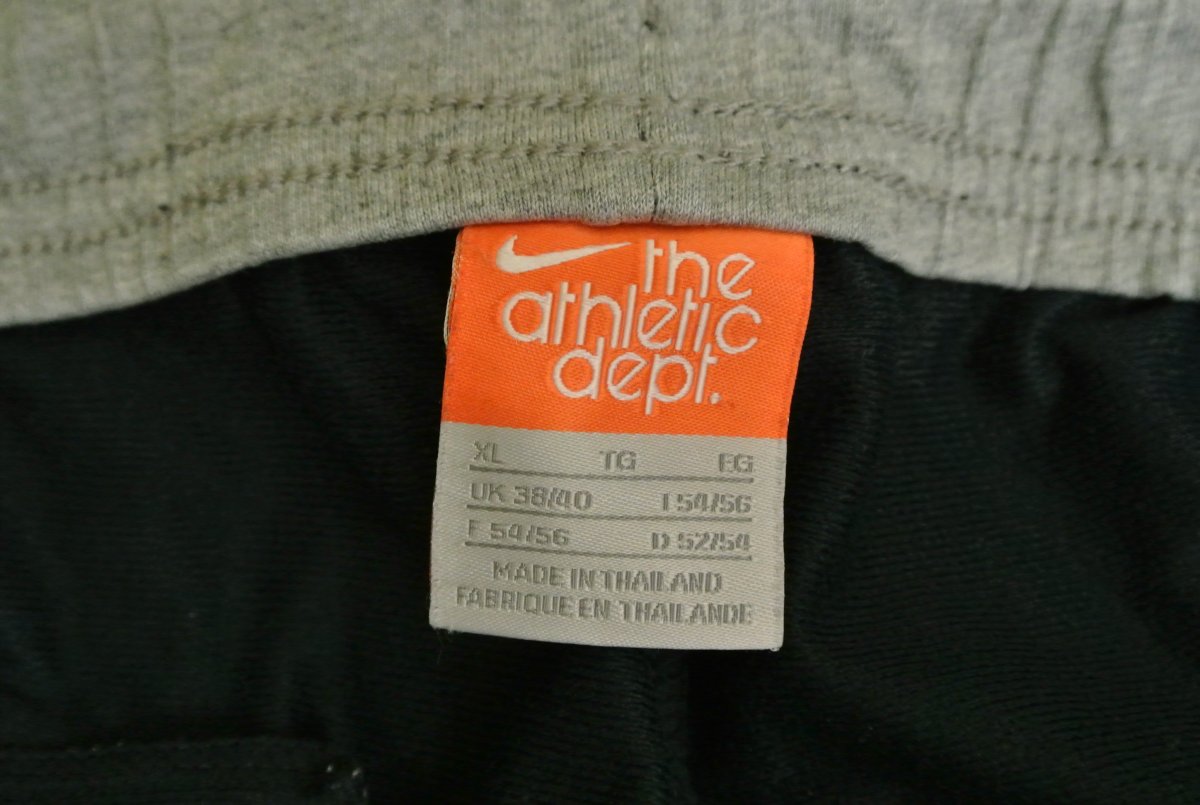 the
athletic
dept.
XL TG EG
UK 38/40 I 54/56
F 54/56 D 52/54
MADE IN THAILAND
FABRIQUE EN THAILANDE